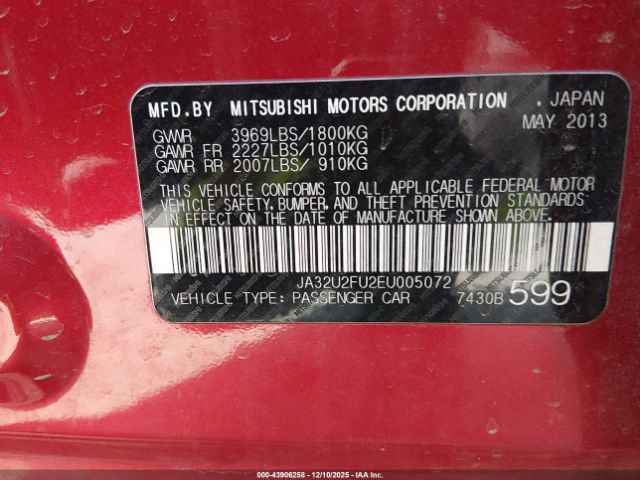 MFD.BY MITSUBISHI MOTORS CORPORATION . JAPAN
MAY 2013
GVWR 3969LBS/1800KG
GAWR FR 2227LBS/1010KG
GAWR RR 2007LBS/ 910KG
THIS VEHICLE CONFORMS TO ALL APPLICABLE FEDERAL MOTOR
VEHICLE SAFETY, BUMPER, AND THEFT PREVENTION STANDARDS
IN EFFECT ON THE DATE OF MANUFACTURE SHOWN ABOVE.
JA32U2FU2EU005072
VEHICLE TYPE: PASSENGER CAR 7430B 599
000-43906258 - 12/10/2025 - IAA, Inc.